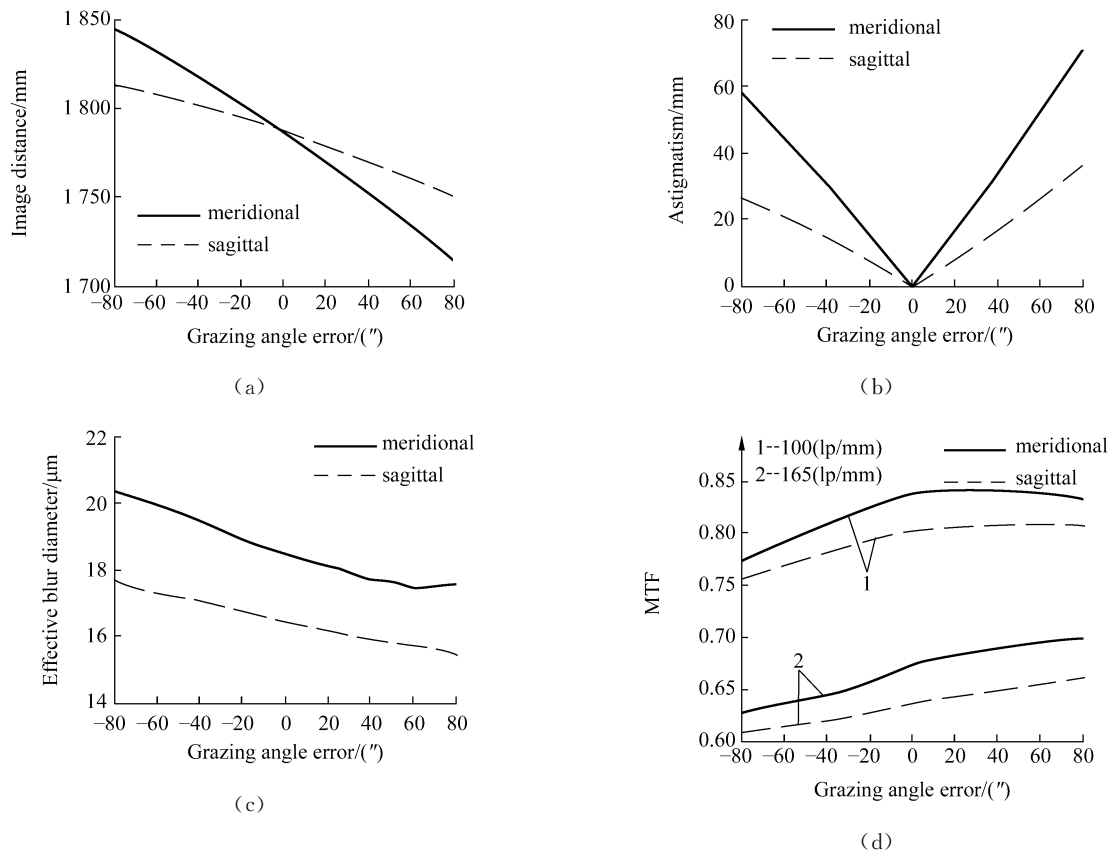 1 850
1 800
1 750
1 700
Image distance/mm
meridional
sagittal
−80 −60 −40 −20 0 20 40 60 80
Grazing angle error/(″)
(a)
80
60
40
20
0
Astigmatism/mm
meridional
sagittal
−80 −60 −40 −20 0 20 40 60 80
Grazing angle error/(″)
(b)
22
20
18
16
14
Effective blur diameter/μm
meridional
sagittal
−80 −60 −40 −20 0 20 40 60 80
Grazing angle error/(″)
(c)
1--100(lp/mm)
2--165(lp/mm)
meridional
sagittal
0.85
0.80
0.75
0.70
0.65
0.60
MTF
1
2
−80 −60 −40 −20 0 20 40 60 80
Grazing angle error/(″)
(d)